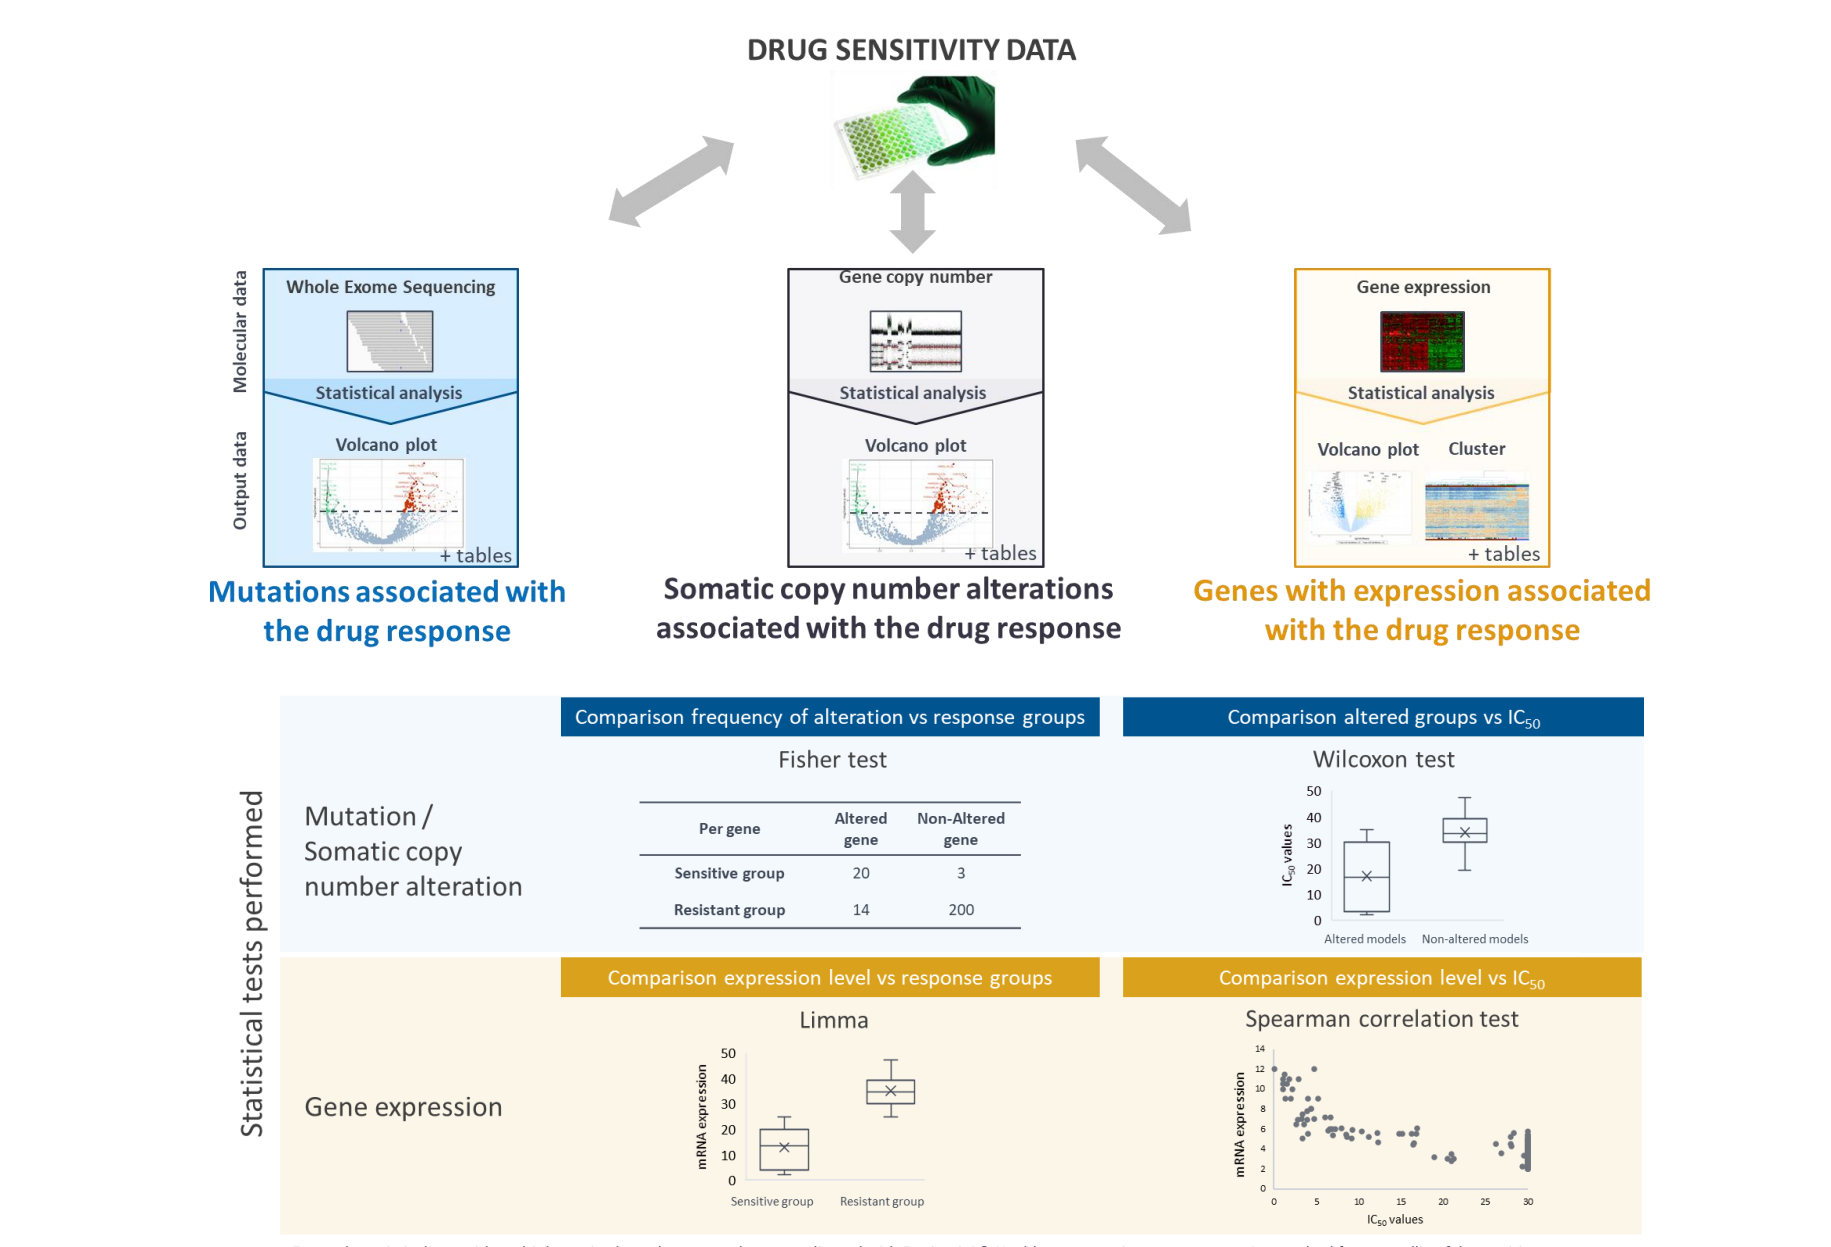 DRUG SENSITIVITY DATA
Molecular data
Output data
Whole Exome Sequencing
Statistical analysis
Volcano plot
+ tables
Mutations associated with
the drug response
Gene copy number
Statistical analysis
Volcano plot
+ tables
Somatic copy number alterations
associated with the drug response
Gene expression
Statistical analysis
Volcano plot Cluster
+ tables
Genes with expression associated
with the drug response
Statistical tests performed
Mutation /
Somatic copy
number alteration
Comparison frequency of alteration vs response groups
Fisher test
Per gene Altered gene Non-Altered gene
Sensitive group 20 3
Resistant group 14 200
Comparison altered groups vs IC50
Wilcoxon test
IC50 values
50
40
30
20
10
0
Altered models Non-altered models
Gene expression
Comparison expression level vs response groups
Limma
mRNA expression
50
40
30
20
10
0
Sensitive group Resistant group
Comparison expression level vs IC50
Spearman correlation test
mRNA expression
14
12
10
8
6
4
2
0
0 5 10 15 20 25 30
IC50 values